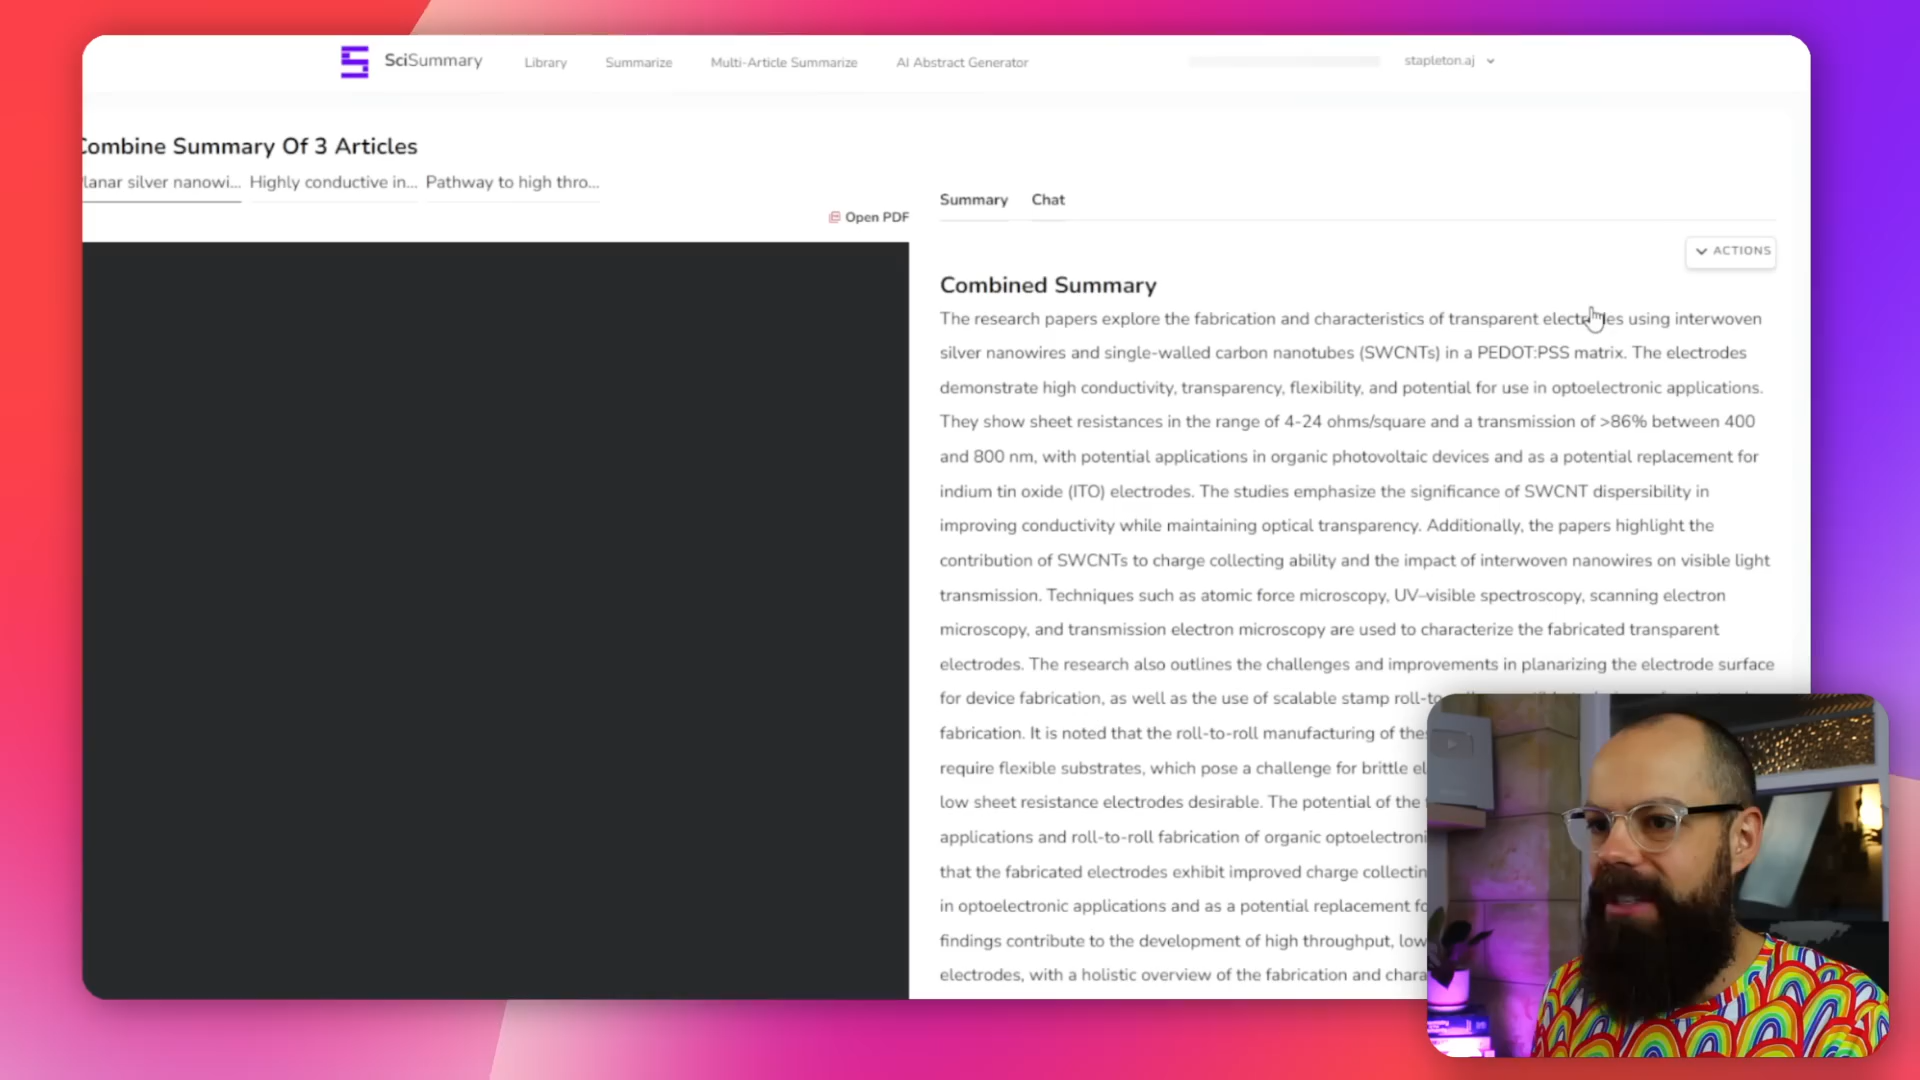 SciSummary
Library
Summarize
Multi-Article Summarize
AI Abstract Generator
stapleton.aj
Combine Summary Of 3 Articles
lanar silver nanowi...
Highly conductive in...
Pathway to high thro...
Open PDF
Summary
Chat
ACTIONS
Combined Summary
The research papers explore the fabrication and characteristics of transparent electrodes using interwoven
silver nanowires and single-walled carbon nanotubes (SWCNTs) in a PEDOT:PSS matrix. The electrodes
demonstrate high conductivity, transparency, flexibility, and potential for use in optoelectronic applications.
They show sheet resistances in the range of 4-24 ohms/square and a transmission of >86% between 400
and 800 nm, with potential applications in organic photovoltaic devices and as a potential replacement for
indium tin oxide (ITO) electrodes. The studies emphasize the significance of SWCNT dispersibility in
improving conductivity while maintaining optical transparency. Additionally, the papers highlight the
contribution of SWCNTs to charge collecting ability and the impact of interwoven nanowires on visible light
transmission. Techniques such as atomic force microscopy, UV–visible spectroscopy, scanning electron
microscopy, and transmission electron microscopy are used to characterize the fabricated transparent
electrodes. The research also outlines the challenges and improvements in planarizing the electrode surface
for device fabrication, as well as the use of scalable stamp roll-to
fabrication. It is noted that the roll-to-roll manufacturing of the
require flexible substrates, which pose a challenge for brittle el
low sheet resistance electrodes desirable. The potential of the
applications and roll-to-roll fabrication of organic optoelectroni
that the fabricated electrodes exhibit improved charge collectin
in optoelectronic applications and as a potential replacement fo
findings contribute to the development of high throughput, low
electrodes, with a holistic overview of the fabrication and chara